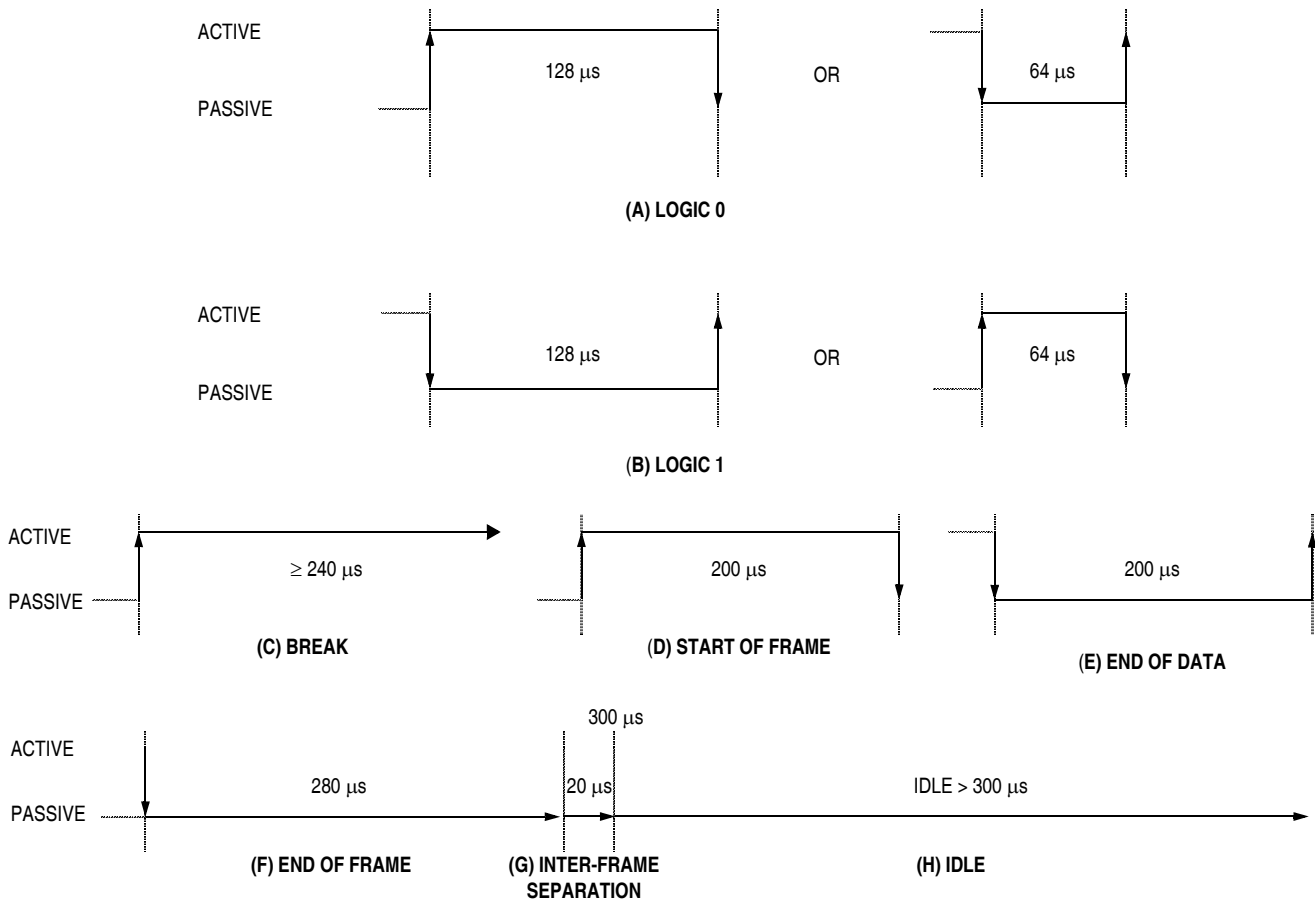 ACTIVE
128 μs
OR
64 μs
PASSIVE
(A) LOGIC 0
ACTIVE
128 μs
OR
64 μs
PASSIVE
(B) LOGIC 1
ACTIVE
≥ 240 μs
200 μs
200 μs
PASSIVE
(C) BREAK
(D) START OF FRAME
(E) END OF DATA
300 μs
ACTIVE
280 μs
20 μs
IDLE > 300 μs
PASSIVE
(F) END OF FRAME
(G) INTER-FRAME
SEPARATION
(H) IDLE